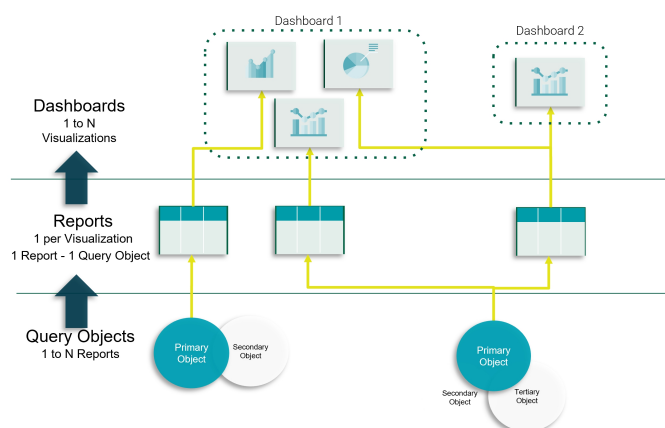 Dashboard 1
Dashboard 2
Dashboards
1 to N
Visualizations
Reports
1 per Visualization
1 Report - 1 Query Object
Query Objects
1 to N Reports
Primary
Object
Secondary
Object
Primary
Object
Secondary
Object
Tertiary
Object